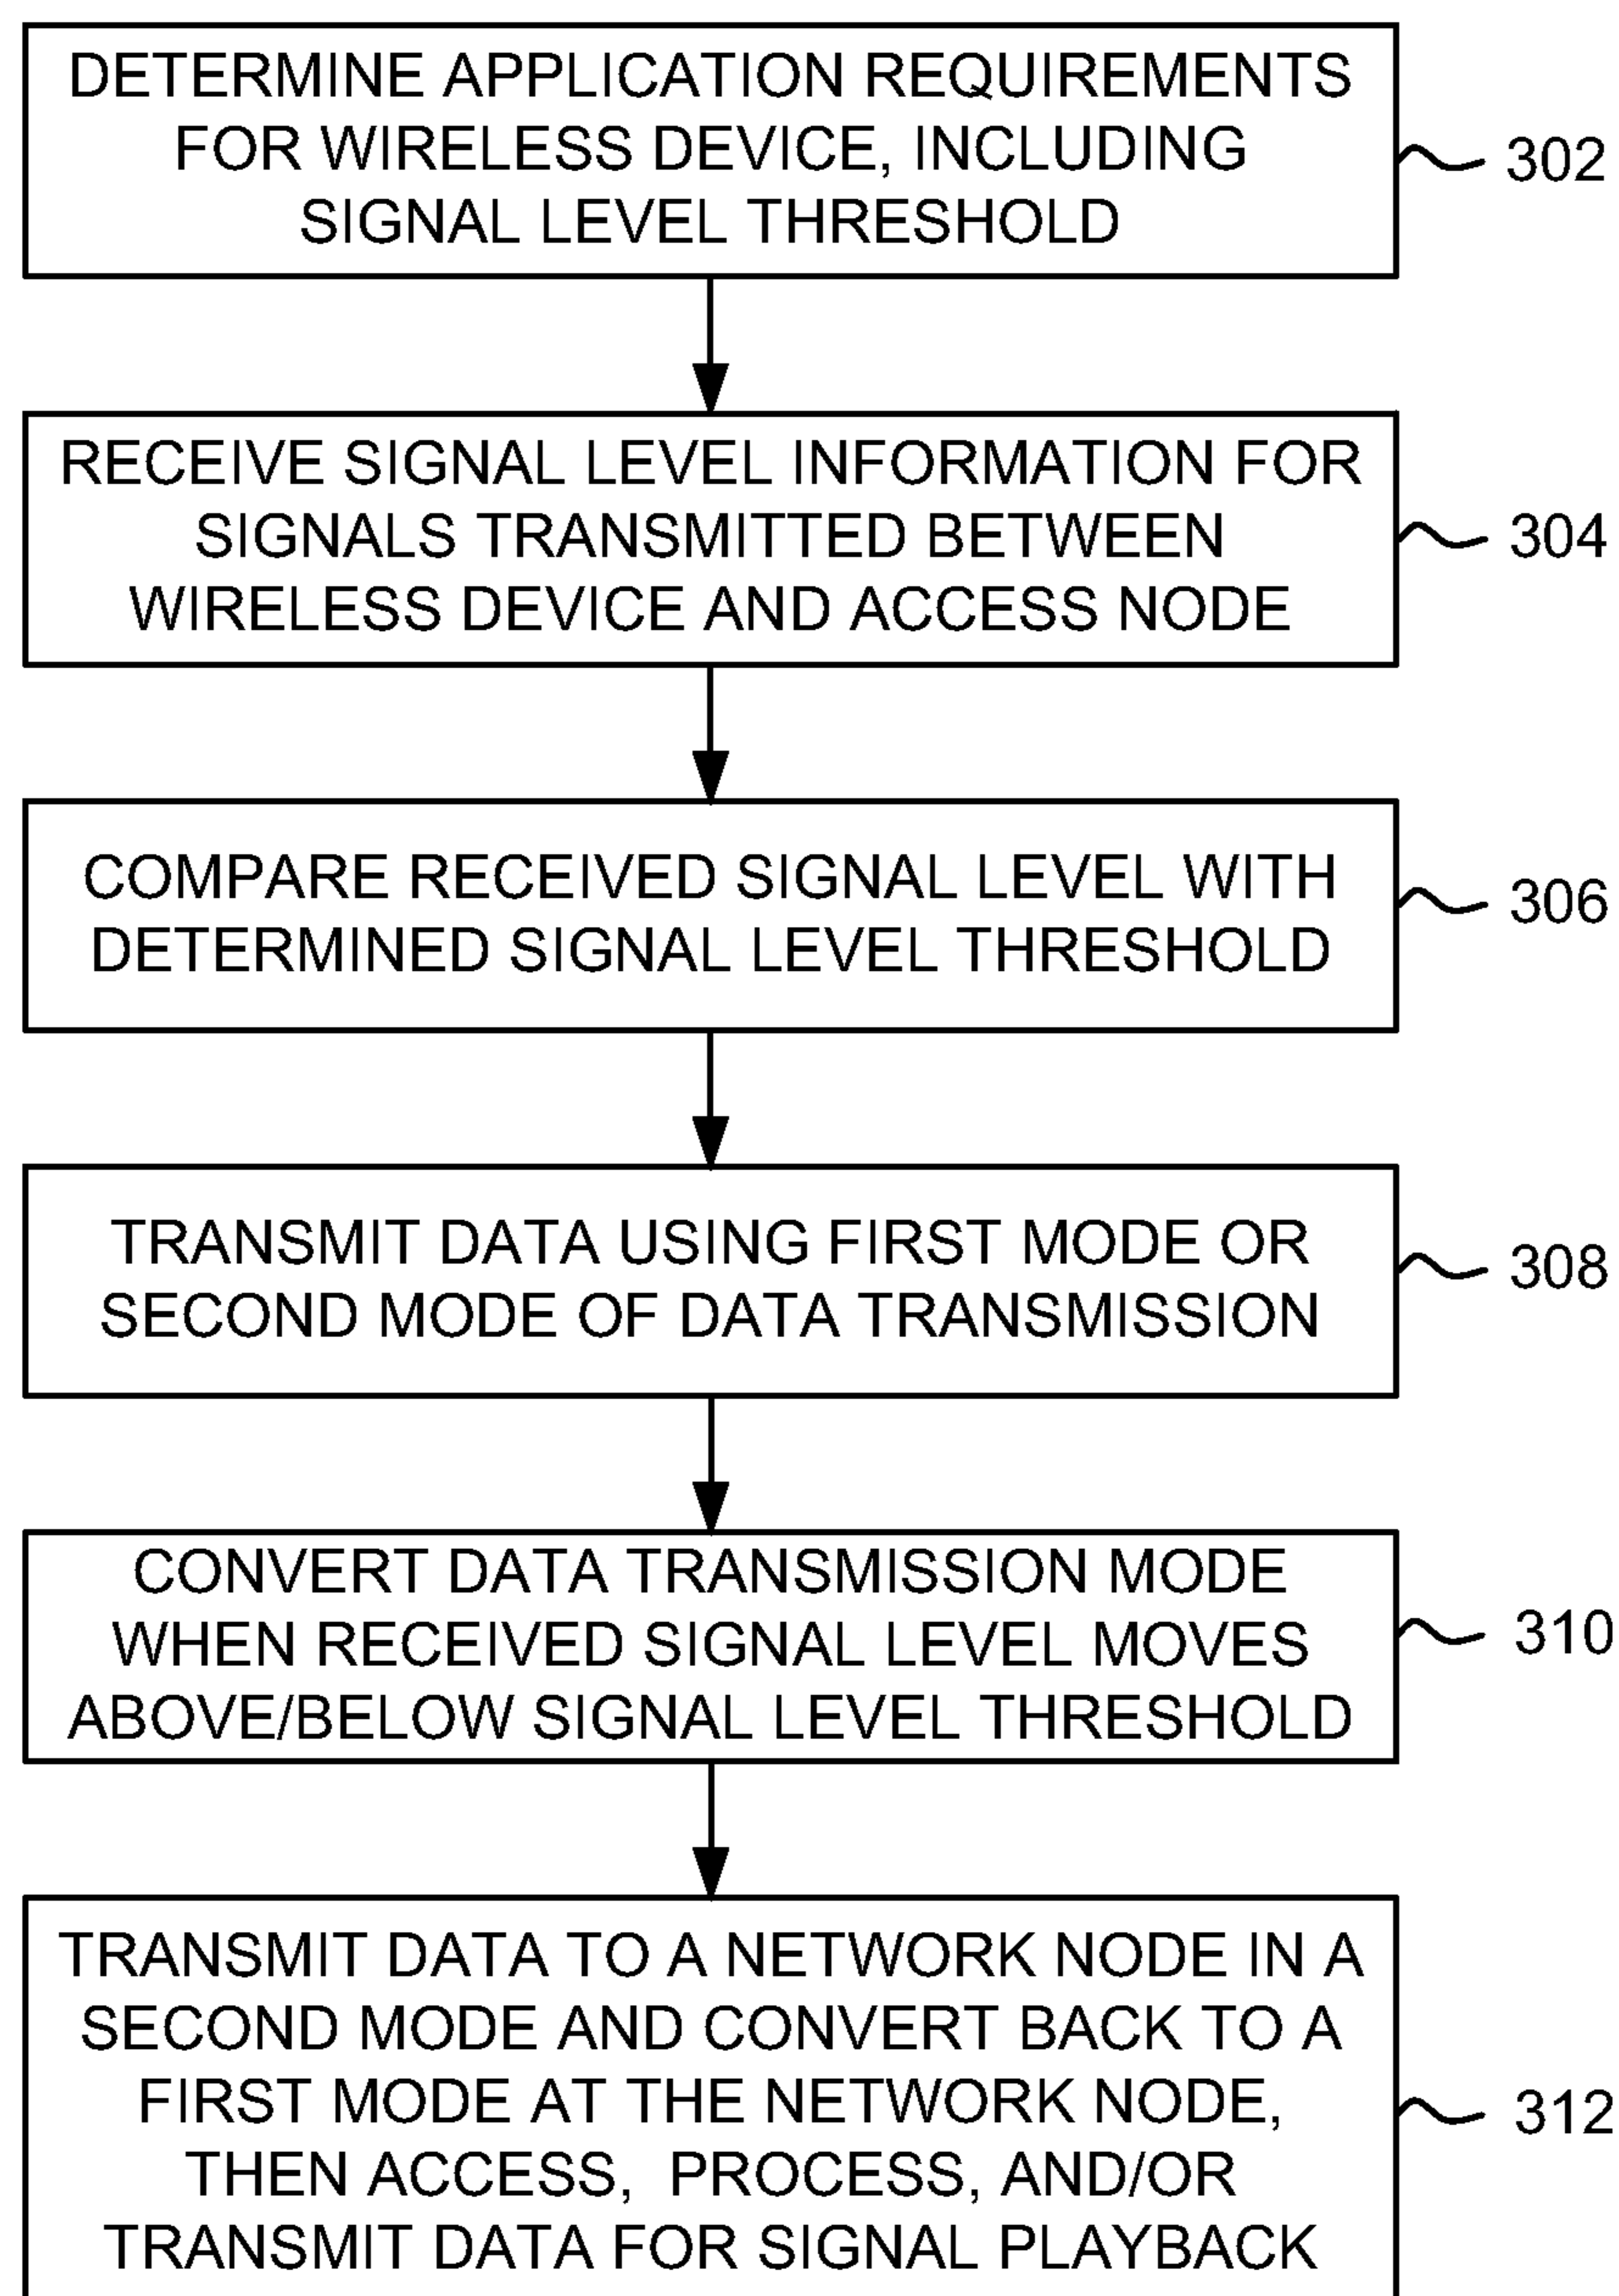 DETERMINE APPLICATION REQUIREMENTS
FOR WIRELESS DEVICE, INCLUDING
SIGNAL LEVEL THRESHOLD
302
RECEIVE SIGNAL LEVEL INFORMATION FOR
SIGNALS TRANSMITTED BETWEEN
WIRELESS DEVICE AND ACCESS NODE
304
COMPARE RECEIVED SIGNAL LEVEL WITH
DETERMINED SIGNAL LEVEL THRESHOLD
306
TRANSMIT DATA USING FIRST MODE OR
SECOND MODE OF DATA TRANSMISSION
308
CONVERT DATA TRANSMISSION MODE
WHEN RECEIVED SIGNAL LEVEL MOVES
ABOVE/BELOW SIGNAL LEVEL THRESHOLD
310
TRANSMIT DATA TO A NETWORK NODE IN A
SECOND MODE AND CONVERT BACK TO A
FIRST MODE AT THE NETWORK NODE,
THEN ACCESS, PROCESS, AND/OR
TRANSMIT DATA FOR SIGNAL PLAYBACK
312